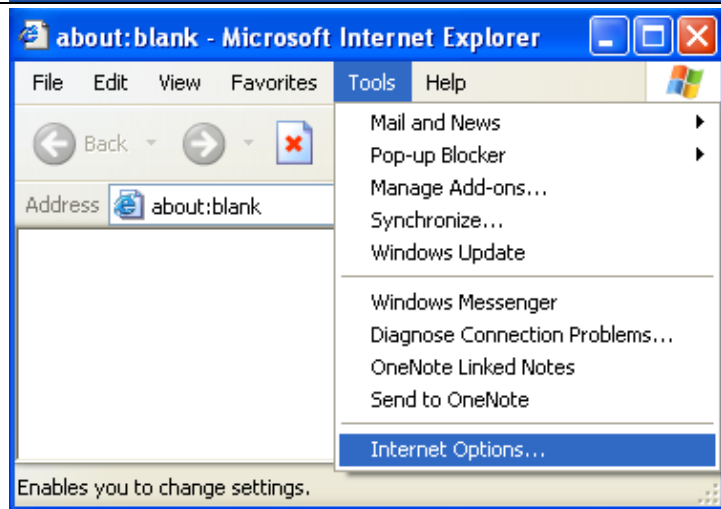 about:blank - Microsoft Internet Explorer
File Edit View Favorites Tools Help
Back
Address about:blank
Mail and News
Pop-up Blocker
Manage Add-ons...
Synchronize...
Windows Update
Windows Messenger
Diagnose Connection Problems...
OneNote Linked Notes
Send to OneNote
Internet Options...
Enables you to change settings.